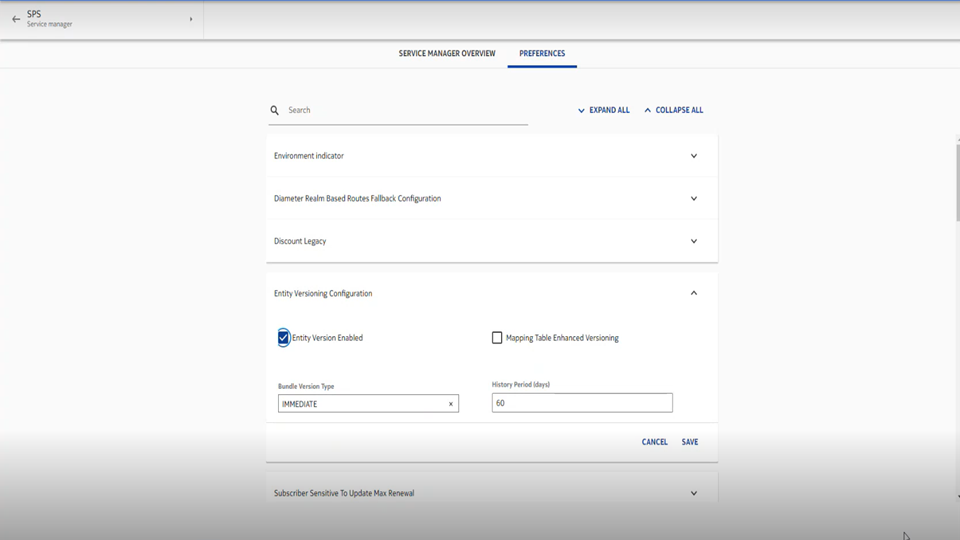 SPS
Service manager
SERVICE MANAGER OVERVIEW
PREFERENCES
Search
EXPAND ALL
COLLAPSE ALL
Environment indicator
Diameter Realm Based Routes Fallback Configuration
Discount Legacy
Entity Versioning Configuration
Entity Version Enabled
Mapping Table Enhanced Versioning
Bundle Version Type
History Period (days)
IMMEDIATE
60
CANCEL
SAVE
Subscriber Sensitive To Update Max Renewal